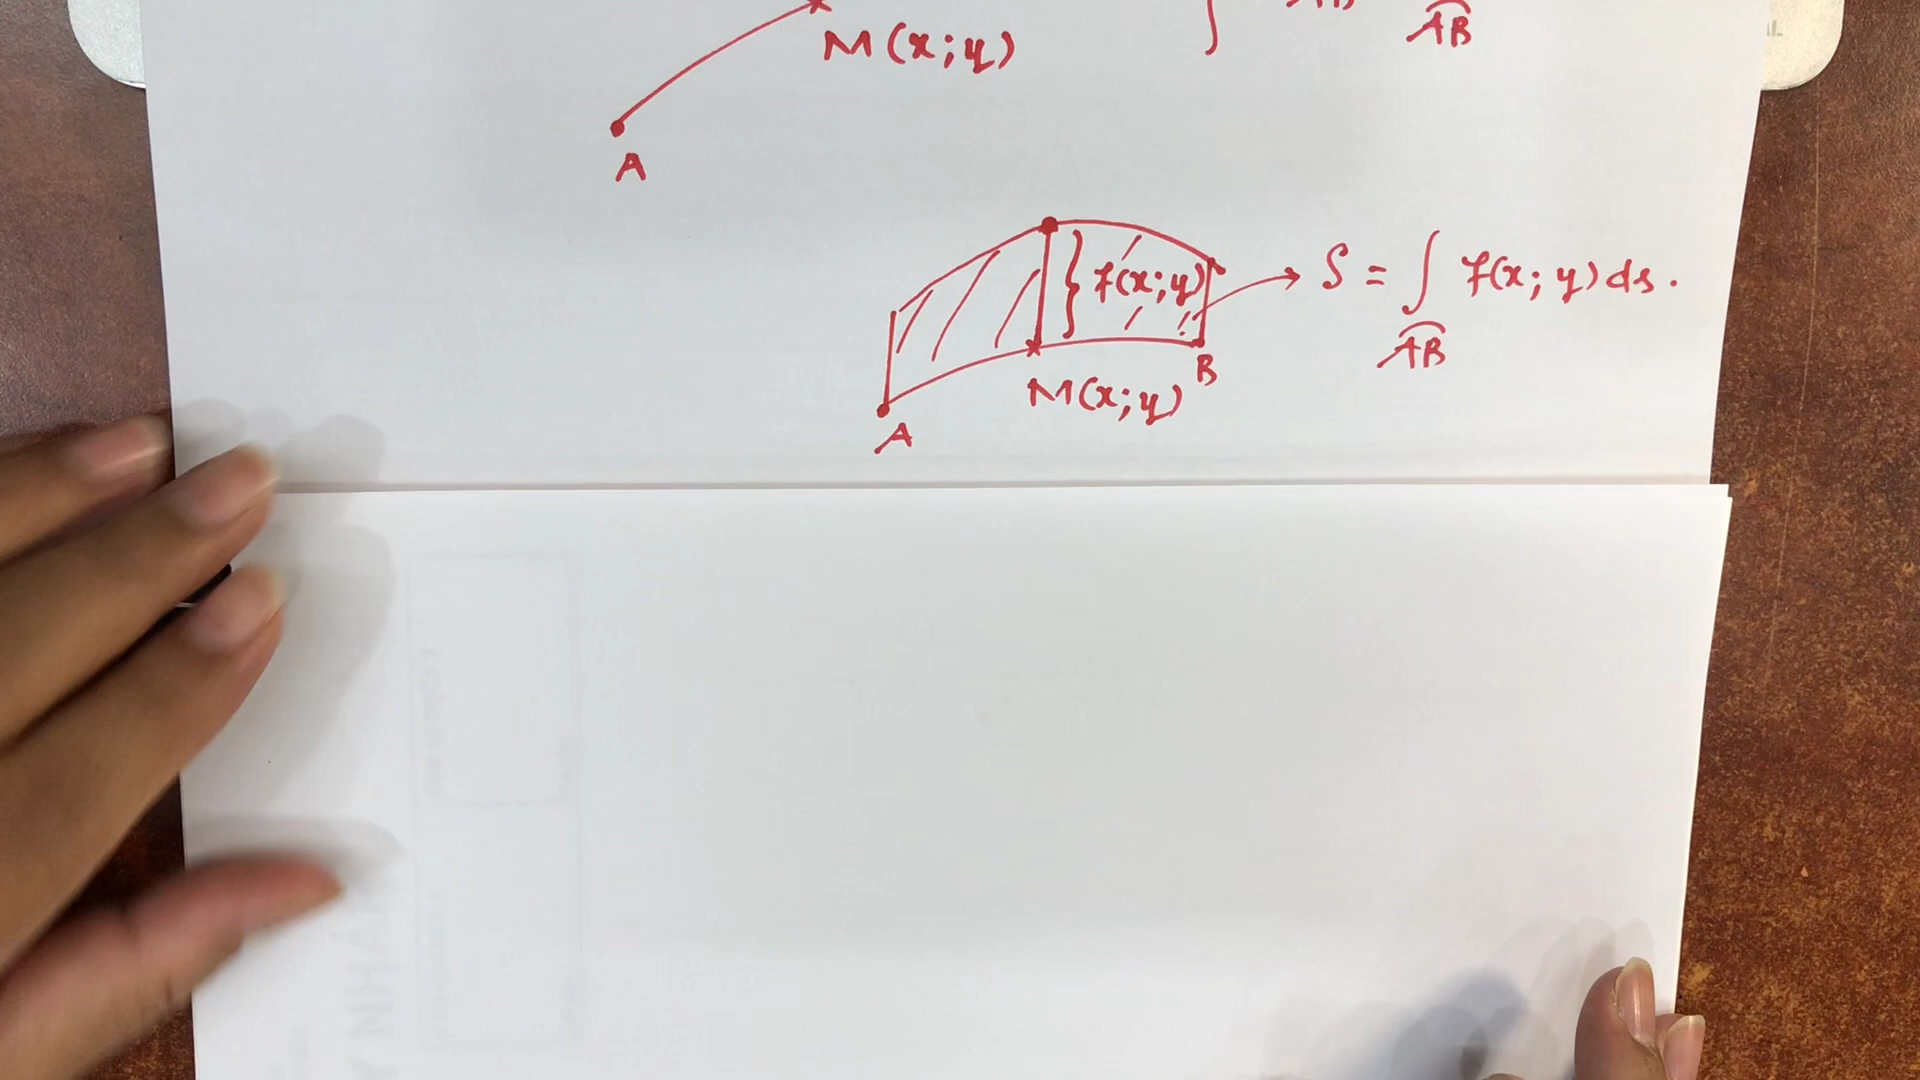 M(x;y)
∫
AB
A
f(x;y)
S = ∫ f(x;y) ds.
AB
B
M(x;y)
A